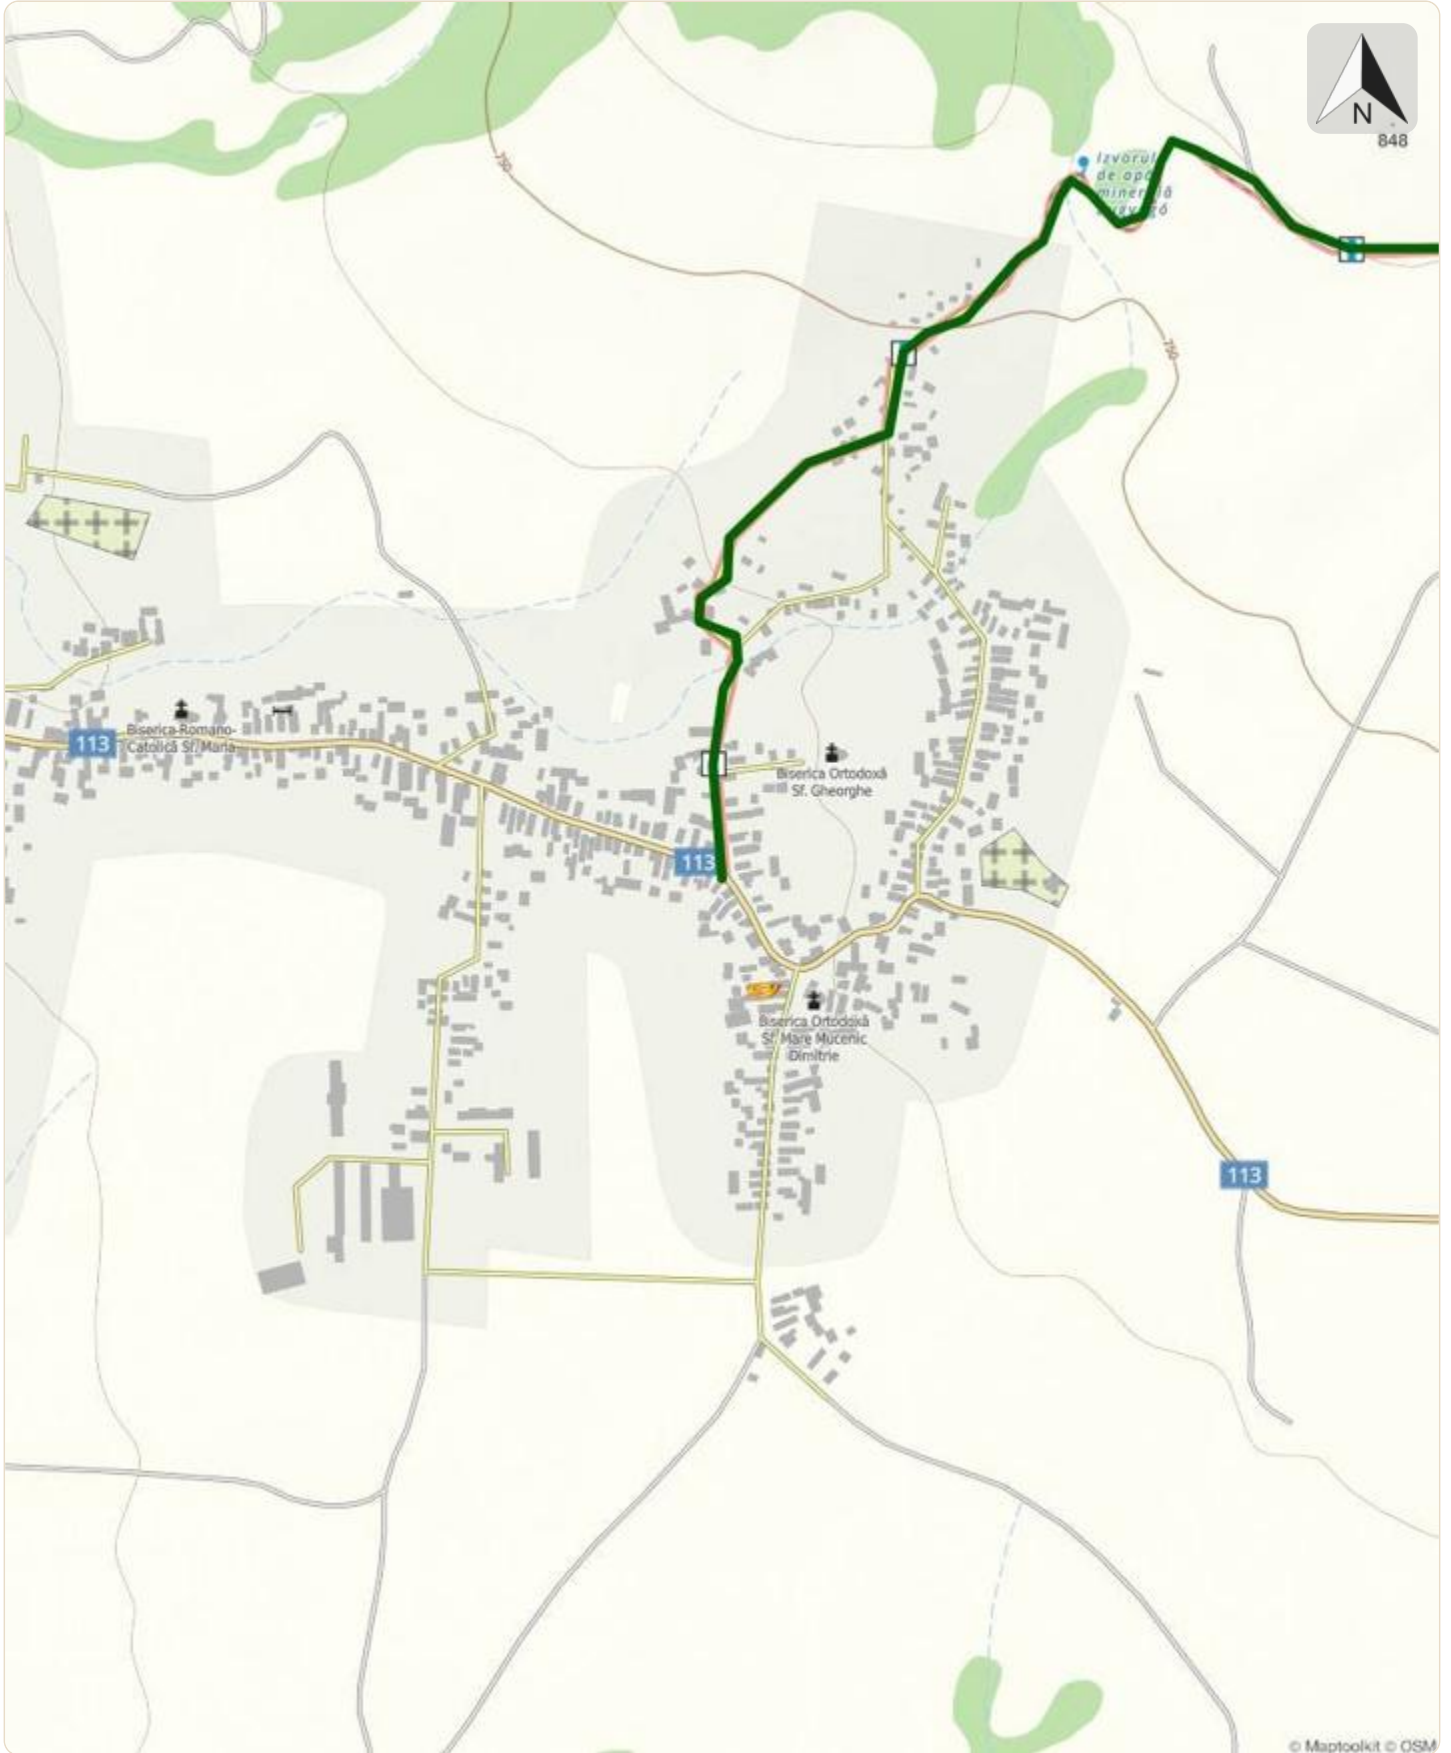 N
848
750
Izvorul
de apă
750
113
Biserica Romano-
Catolică Sf. Maria
Biserica Ortodoxă
Sf. Gheorghe
113
Biserica Ortodoxă
Sf. Mare Mucenic
Dimitrie
113
© Maptoolkit © OSM